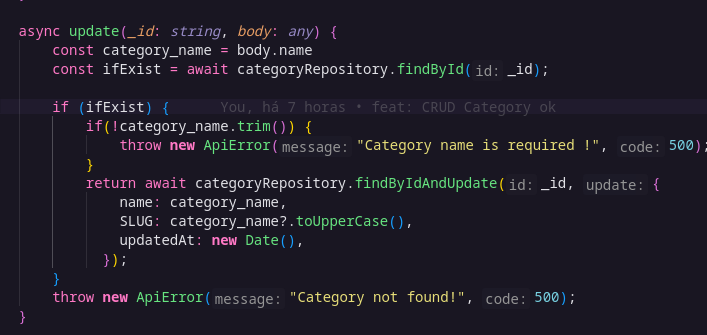 async update(_id: string, body: any) {
const category_name = body.name
const ifExist = await categoryRepository.findById(id: _id);
if (ifExist) { You, há 7 horas • feat: CRUD Category ok
if(!category_name.trim()) {
throw new ApiError(message: "Category name is required !", code: 500);
}
return await categoryRepository.findByIdAndUpdate(id: _id, update: {
name: category_name,
SLUG: category_name?.toUpperCase(),
updatedAt: new Date(),
});
}
throw new ApiError(message: "Category not found!", code: 500);
}